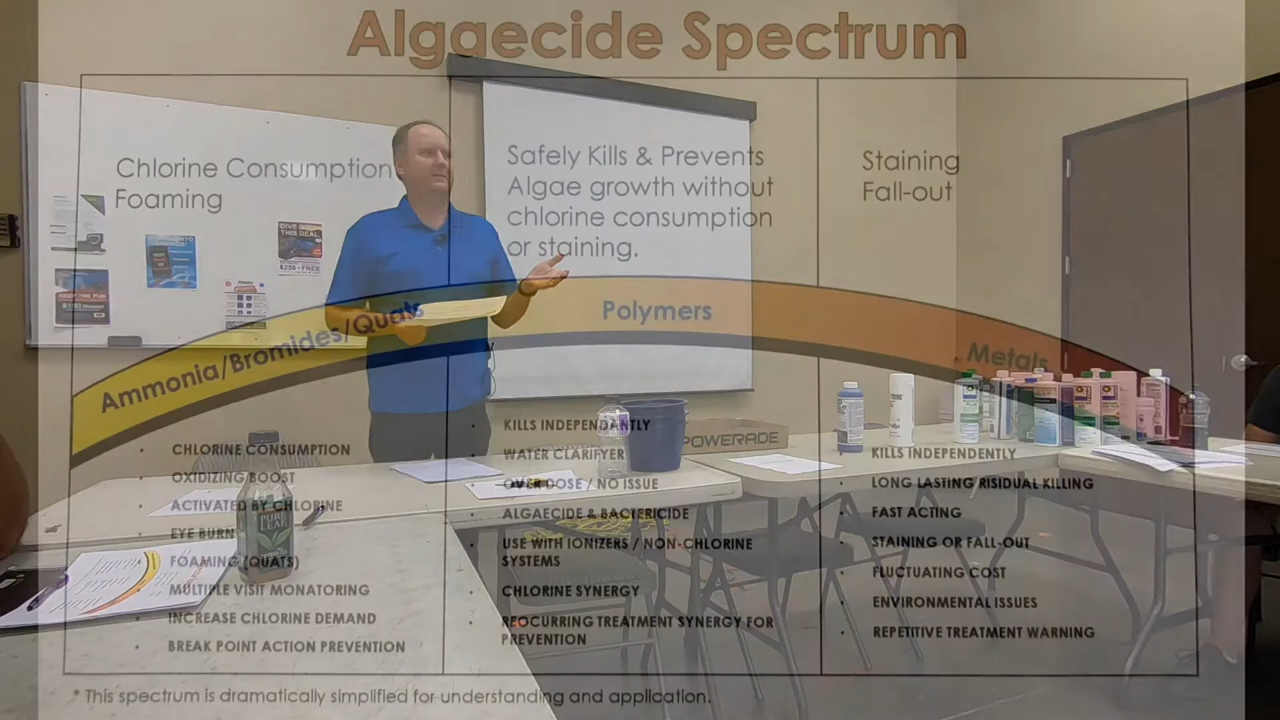 Algaecide Spectrum
Chlorine Consumption
Foaming
Safely Kills & Prevents
Algae growth without
chlorine consumption
or staining.
Staining
Fall-out
Ammonia/Bromides/Quats
Polymers
Metals
CHLORINE CONSUMPTION
OXIDIZING BOOST
ACTIVATED BY CHLORINE
EYE BURN
FOAMING (QUATS)
MULTIPLE VISIT MONATORING
INCREASE CHLORINE DEMAND
BREAK POINT ACTION PREVENTION
KILLS INDEPENDANTLY
WATER CLARIFYER
OVER DOSE / NO ISSUE
ALGAECIDE & BACTERICIDE
USE WITH IONIZERS / NON-CHLORINE
SYSTEMS
CHLORINE SYNERGY
REOCURRING TREATMENT SYNERGY FOR
PREVENTION
KILLS INDEPENDENTLY
LONG LASTING RISIDUAL KILLING
FAST ACTING
STAINING OR FALL-OUT
FLUCTUATING COST
ENVIRONMENTAL ISSUES
REPETITIVE TREATMENT WARNING
* This spectrum is dramatically simplified for understanding and application.
POWERADE
PURE
LEAF
THIS DEAL